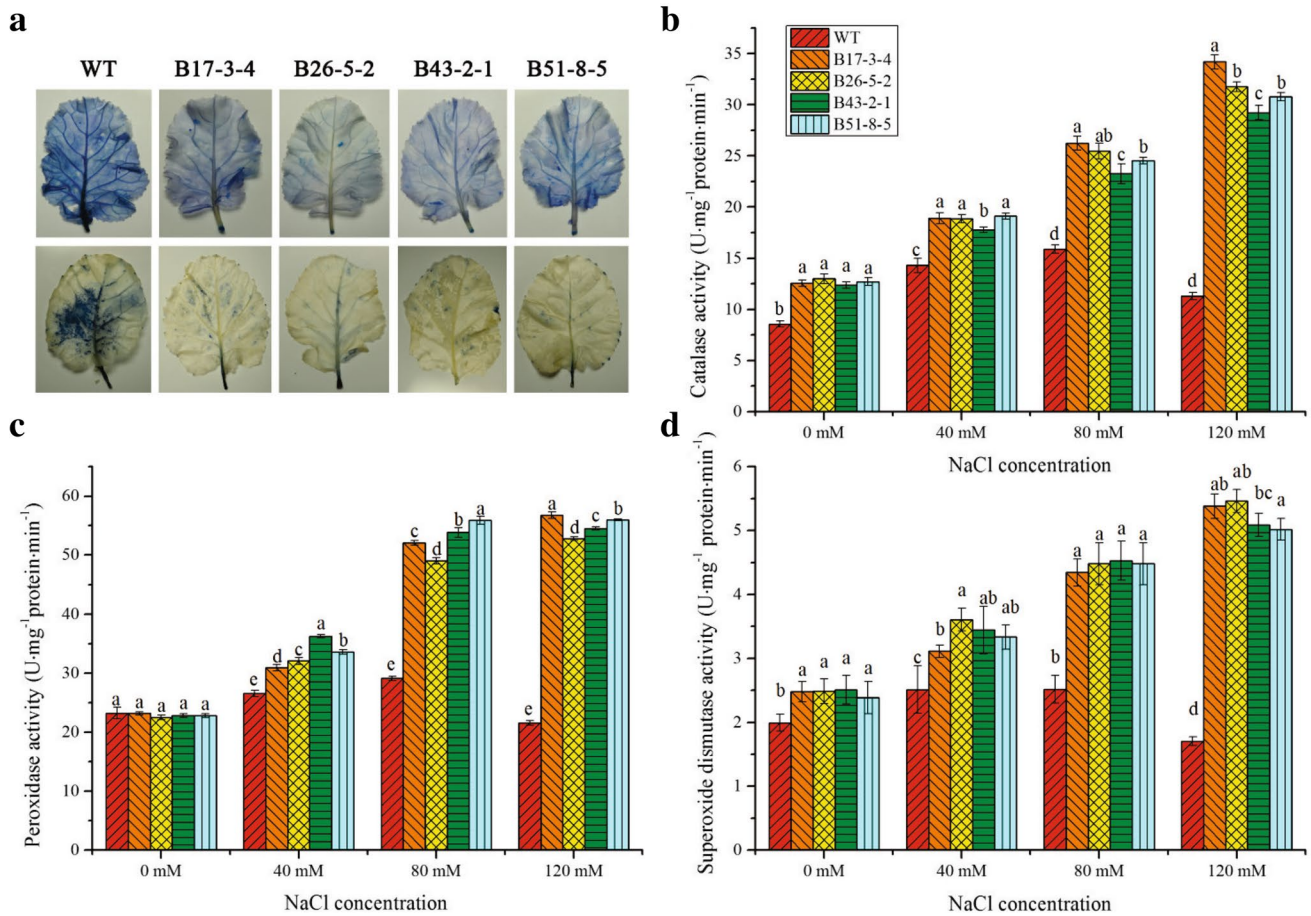 a
WT B17-3-4 B26-5-2 B43-2-1 B51-8-5
b
WT
B17-3-4
B26-5-2
B43-2-1
B51-8-5
Catalase activity (U·mg⁻¹protein·min⁻¹)
35
30
25
20
15
10
5
0
b a a a a
c a a b a
d a ab c b
d a b c b
0 mM 40 mM 80 mM 120 mM
NaCl concentration
c
Peroxidase activity (U·mg⁻¹protein·min⁻¹)
60
50
40
30
20
10
0
a a a a a
e d c a b
e c d b a
e a d c b
0 mM 40 mM 80 mM 120 mM
NaCl concentration
d
Superoxide dismutase activity (U·mg⁻¹ protein·min⁻¹)
6
5
4
3
2
1
0
b a a a a
c b a ab ab
b a a a a
d ab ab bc a
0 mM 40 mM 80 mM 120 mM
NaCl concentration